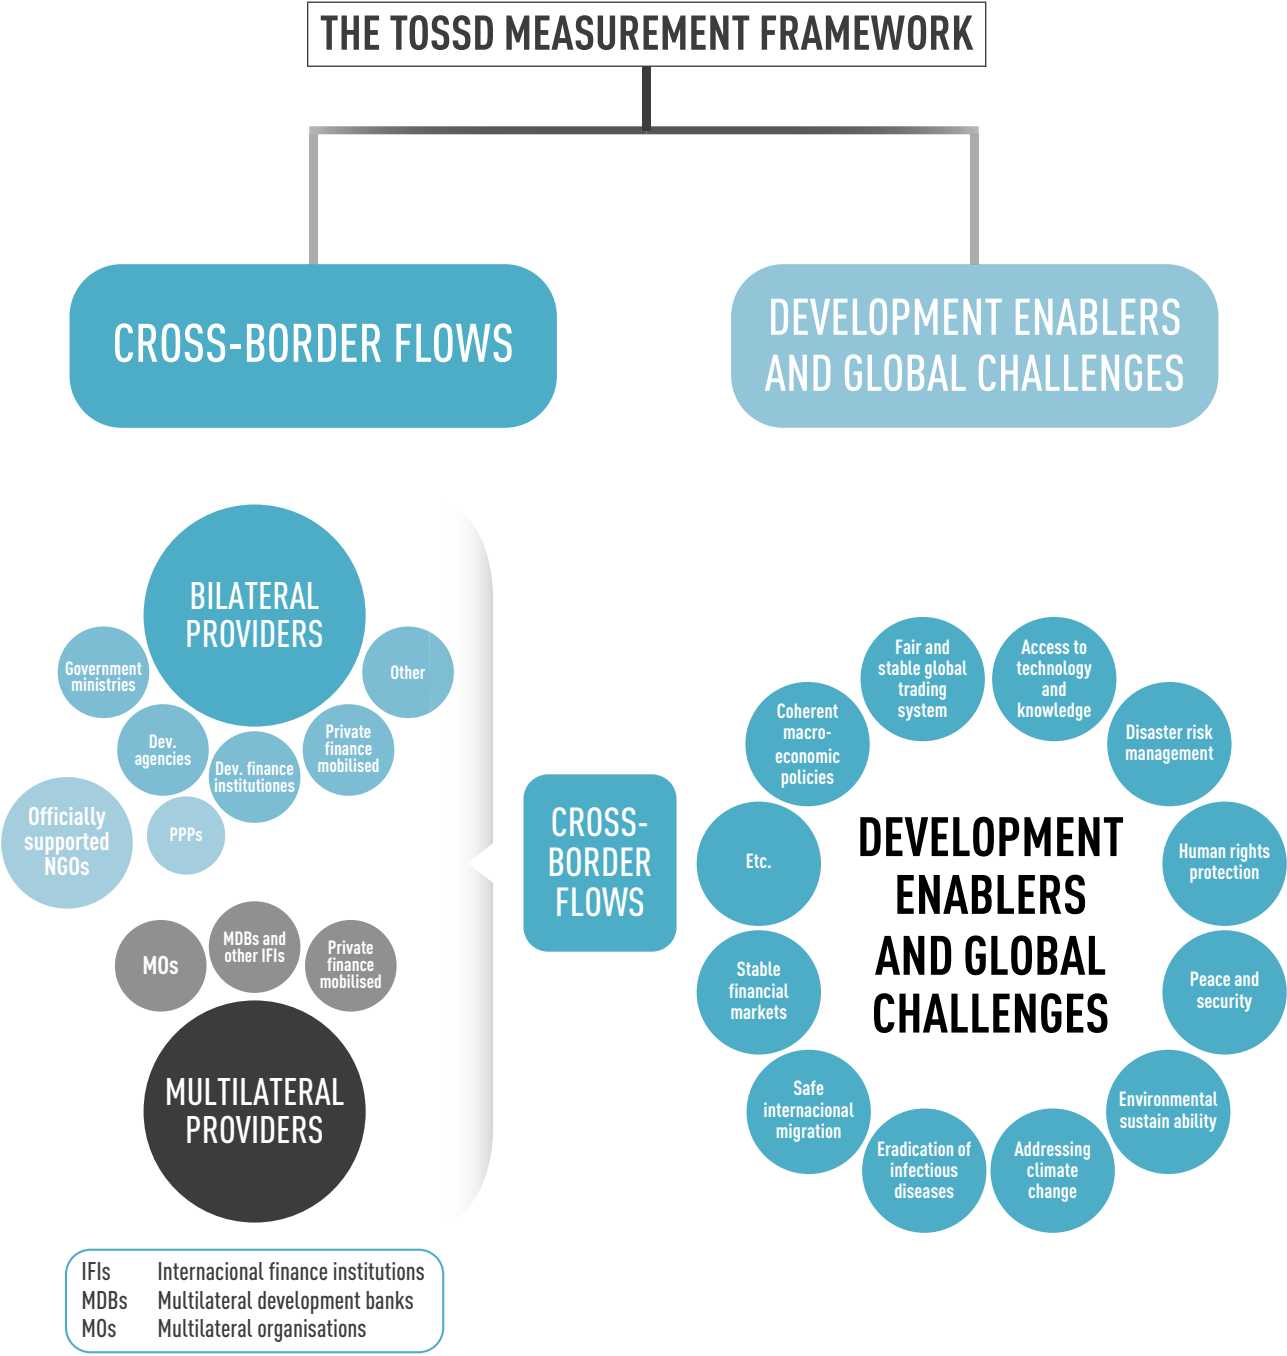 THE TOSSD MEASUREMENT FRAMEWORK
CROSS-BORDER FLOWS
DEVELOPMENT ENABLERS
AND GLOBAL CHALLENGES
BILATERAL
PROVIDERS
Government
ministries
Other
Dev.
agencies
Dev. finance
institutiones
Private
finance
mobilised
Officially
supported
NGOs
PPPs
MOs
MDBs and
other IFIs
Private
finance
mobilised
MULTILATERAL
PROVIDERS
IFIs Internacional finance institutions
MDBs Multilateral development banks
MOs Multilateral organisations
CROSS-
BORDER
FLOWS
DEVELOPMENT
ENABLERS
AND GLOBAL
CHALLENGES
Fair and
stable global
trading
system
Access to
technology
and
knowledge
Disaster risk
management
Human rights
protection
Peace and
security
Environmental
sustain ability
Addressing
climate
change
Eradication of
infectious
diseases
Safe
internacional
migration
Stable
financial
markets
Etc.
Coherent
macro-
economic
policies